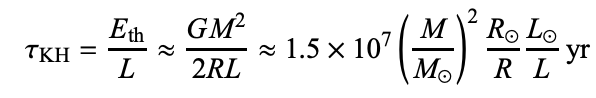 τ_KH = E_th/L ≈ GM²/2RL ≈ 1.5 × 10⁷ (M/M_⊙)² R_⊙/R L_⊙/L yr